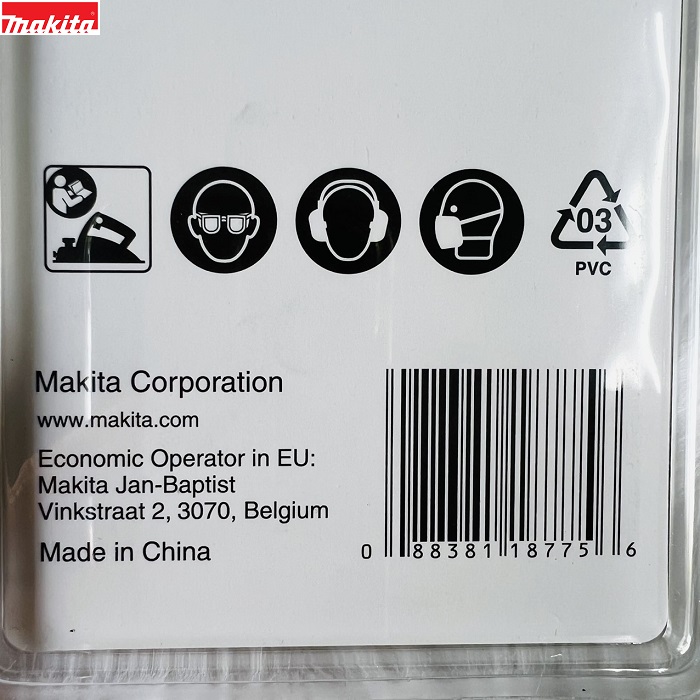 makita
03
PVC
Makita Corporation
www.makita.com
Economic Operator in EU:
Makita Jan-Baptist
Vinkstraat 2, 3070, Belgium
Made in China
0 88381 18775 6